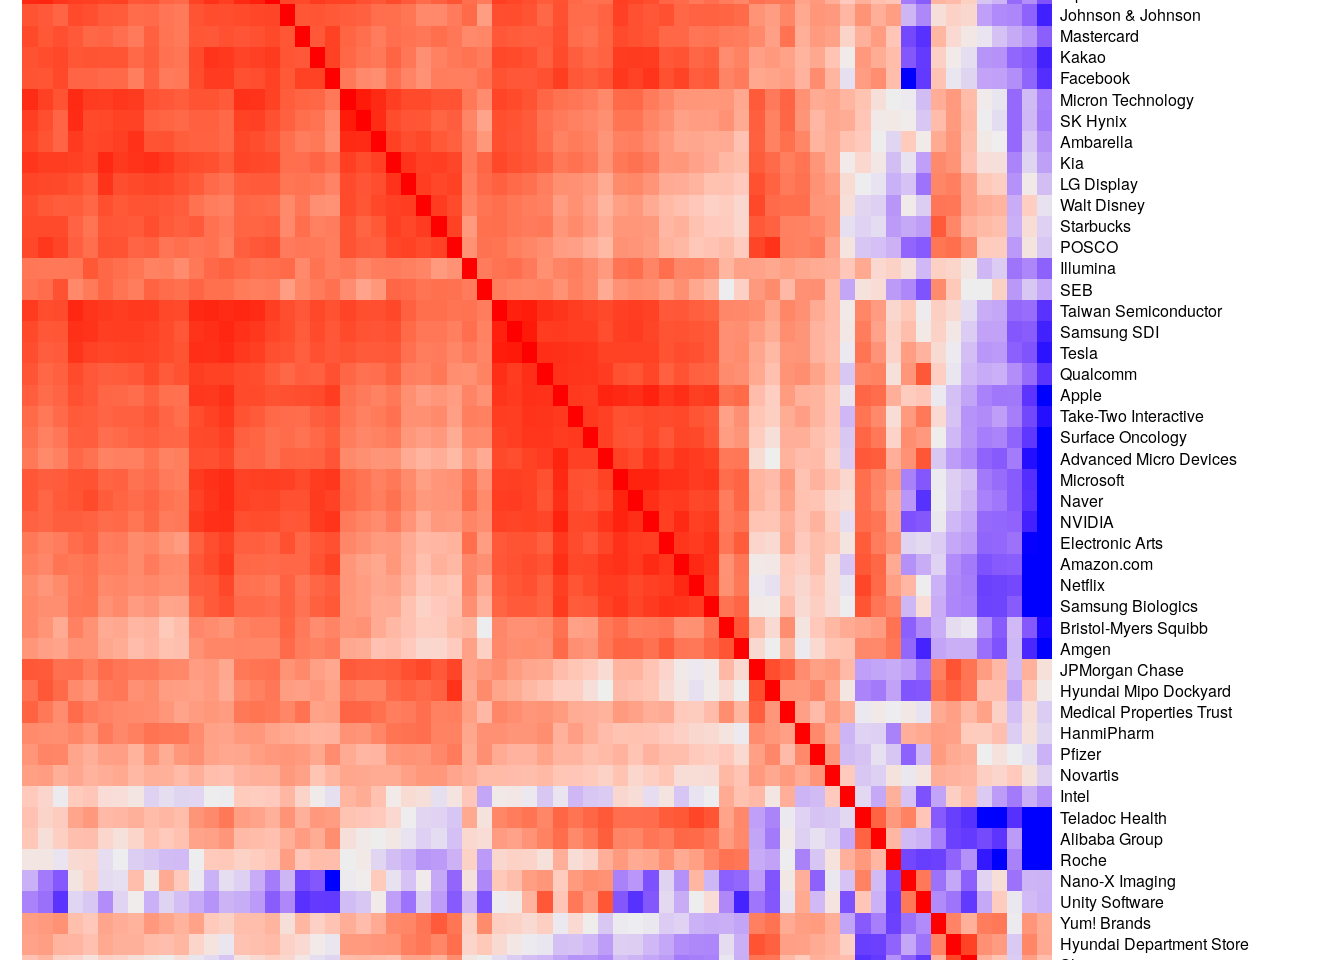 Johnson & Johnson
Mastercard
Kakao
Facebook
Micron Technology
SK Hynix
Ambarella
Kia
LG Display
Walt Disney
Starbucks
POSCO
Illumina
SEB
Taiwan Semiconductor
Samsung SDI
Tesla
Qualcomm
Apple
Take-Two Interactive
Surface Oncology
Advanced Micro Devices
Microsoft
Naver
NVIDIA
Electronic Arts
Amazon.com
Netflix
Samsung Biologics
Bristol-Myers Squibb
Amgen
JPMorgan Chase
Hyundai Mipo Dockyard
Medical Properties Trust
HanmiPharm
Pfizer
Novartis
Intel
Teladoc Health
Alibaba Group
Roche
Nano-X Imaging
Unity Software
Yum! Brands
Hyundai Department Store